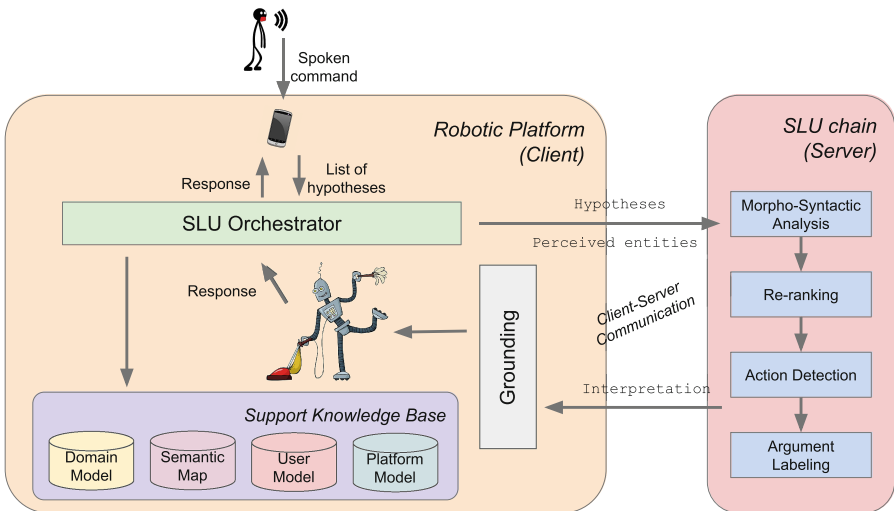 Spoken
command
Robotic Platform
(Client)
SLU chain
(Server)
Response
List of
hypotheses
SLU Orchestrator
Hypotheses
Perceived entities
Morpho-Syntactic
Analysis
Re-ranking
Response
Grounding
Client-Server
Communication
Action Detection
Interpretation
Support Knowledge Base
Domain
Model
Semantic
Map
User
Model
Platform
Model
Argument
Labeling